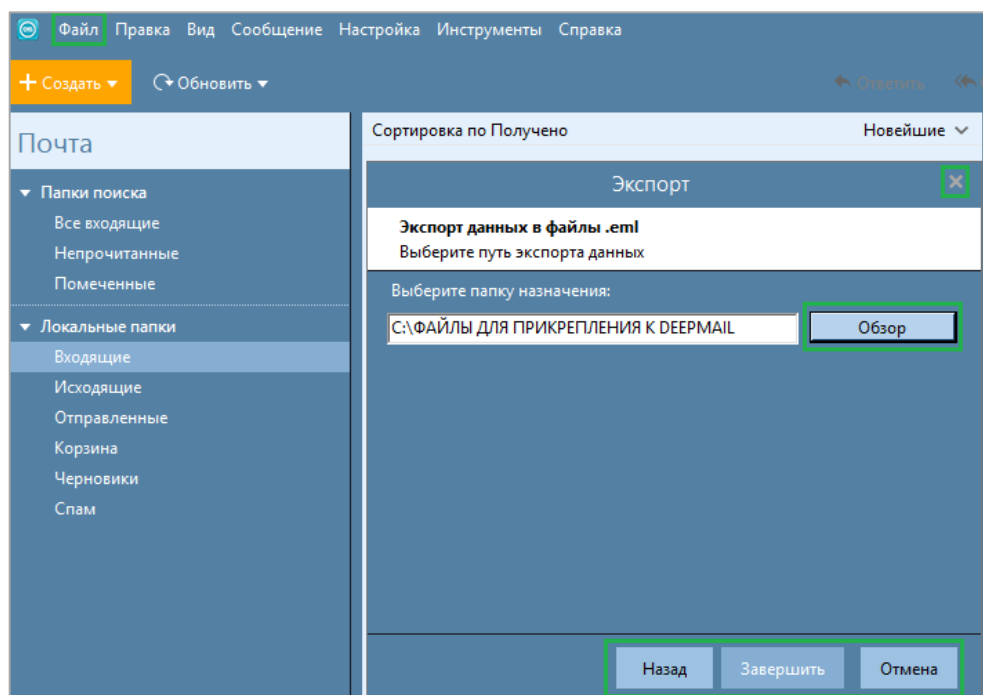 Файл Правка Вид Сообщение Настройка Инструменты Справка
+ Создать Обновить Ответить
Почта
Сортировка по Получено Новейшие
Папки поиска
Все входящие
Непрочитанные
Помеченные
Локальные папки
Входящие
Исходящие
Отправленные
Корзина
Черновики
Спам
Экспорт
Экспорт данных в файлы .eml
Выберите путь экспорта данных
Выберите папку назначения:
C:\ФАЙЛЫ ДЛЯ ПРИКРЕПЛЕНИЯ К DEEPMAIL Обзор
Назад Завершить Отмена